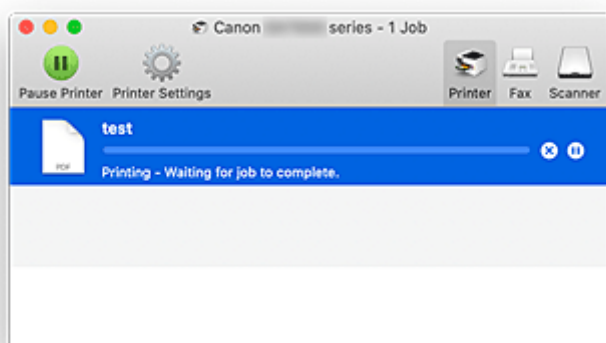 Canon series - 1 Job
Pause Printer Printer Settings Printer Fax Scanner
test
PDF
Printing - Waiting for job to complete.